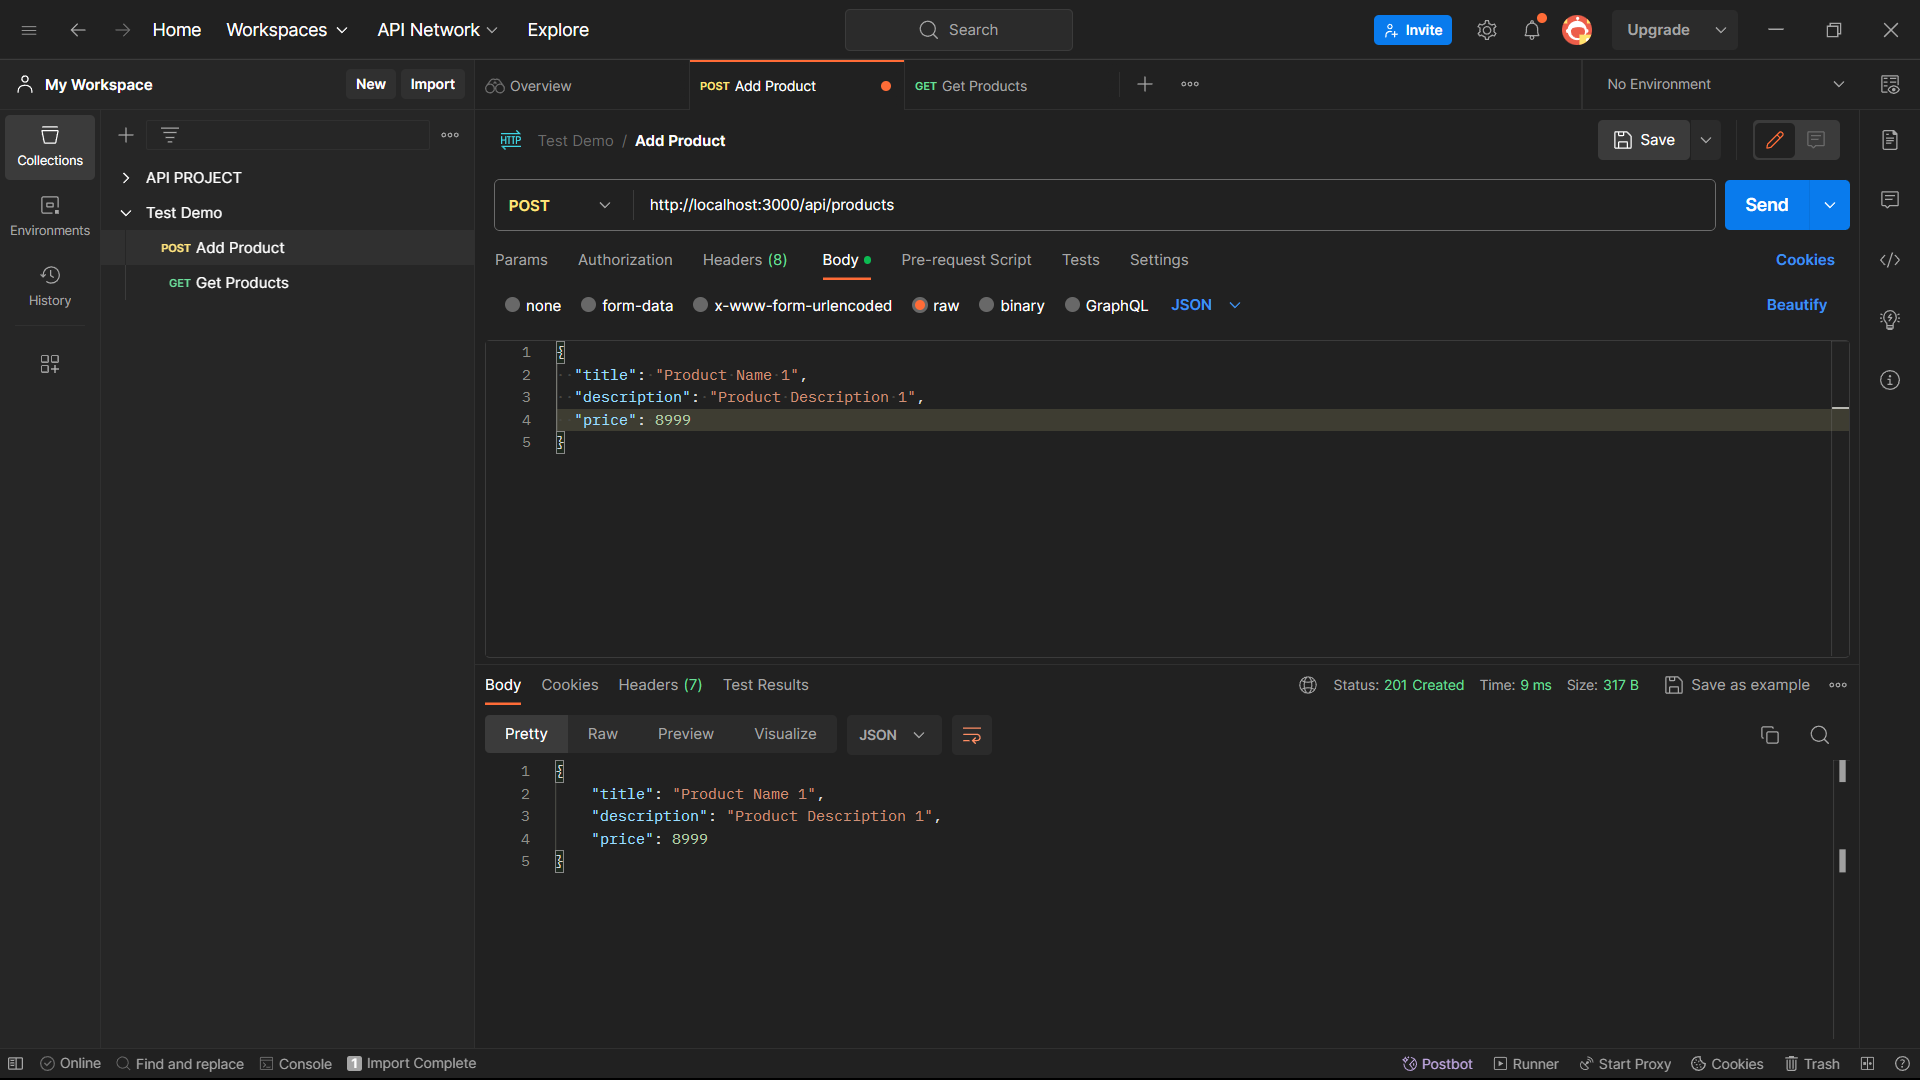 Home Workspaces API Network Explore Search Invite Upgrade
My Workspace New Import Overview POST Add Product GET Get Products No Environment
Collections
Environments
History
API PROJECT
Test Demo
POST Add Product
GET Get Products
HTTP Test Demo / Add Product Save
POST http://localhost:3000/api/products Send
Params Authorization Headers (8) Body Pre-request Script Tests Settings Cookies
none form-data x-www-form-urlencoded raw binary GraphQL JSON Beautify
1 {
2 "title": "Product Name 1",
3 "description": "Product Description 1",
4 "price": 8999
5 }
Body Cookies Headers (7) Test Results Status: 201 Created Time: 9 ms Size: 317 B Save as example
Pretty Raw Preview Visualize JSON
1 {
2 "title": "Product Name 1",
3 "description": "Product Description 1",
4 "price": 8999
5 }
Online Find and replace Console 1 Import Complete Postbot Runner Start Proxy Cookies Trash